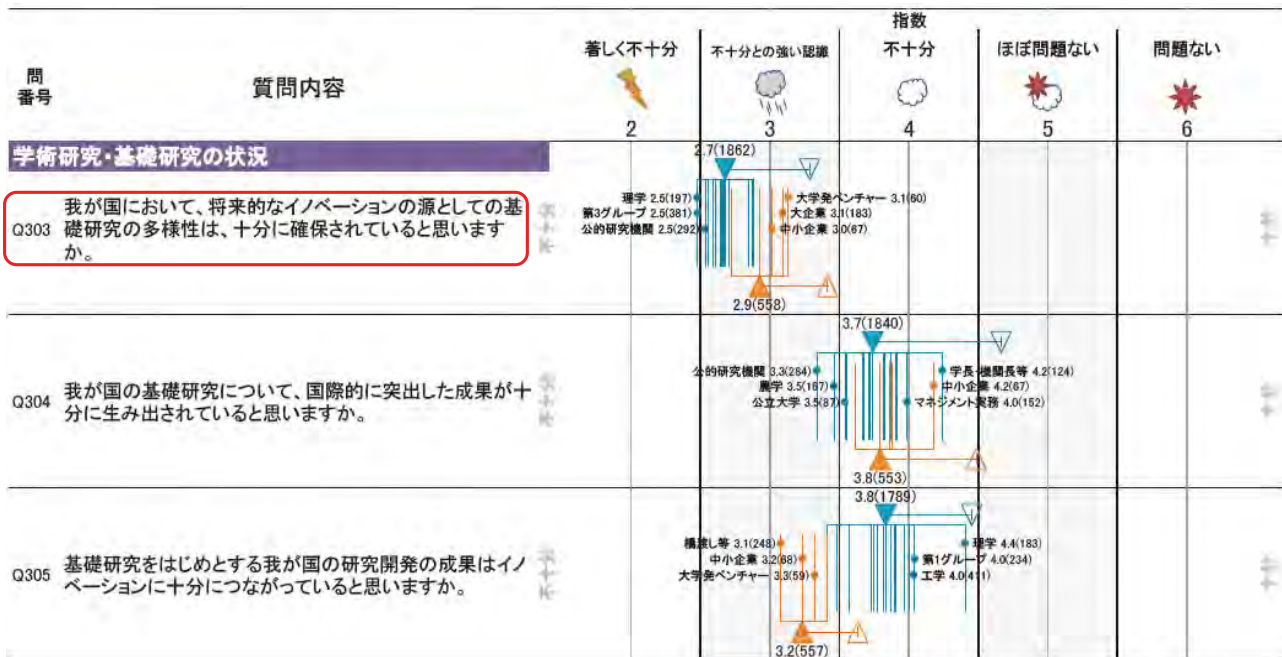 指数
著しく不十分
不十分との強い認識
不十分
ほぼ問題ない
問題ない
問
番号
質問内容
2
3
4
5
6
学術研究・基礎研究の状況
2.7(1862)
Q303
我が国において、将来的なイノベーションの源としての基
礎研究の多様性は、十分に確保されていると思います
か。
不十分
理学 2.5(197)
第3グループ 2.5(381)
公的研究機関 2.5(292)
大学発ベンチャー 3.1(60)
大企業 3.1(183)
中小企業 3.0(67)
十分
2.9(558)
3.7(1840)
Q304
我が国の基礎研究について、国際的に突出した成果が十
分に生み出されていると思いますか。
不十分
公的研究機関 3.3(284)
農学 3.5(167)
公立大学 3.5(87)
学長・機関長等 4.2(124)
中小企業 4.2(67)
マネジメント実務 4.0(152)
十分
3.8(553)
3.8(1789)
Q305
基礎研究をはじめとする我が国の研究開発の成果はイノ
ベーションに十分につながっていると思いますか。
不十分
橋渡し等 3.1(248)
中小企業 3.2(68)
大学発ベンチャー 3.3(59)
理学 4.4(183)
第1グループ 4.0(234)
工学 4.0(411)
十分
3.2(557)